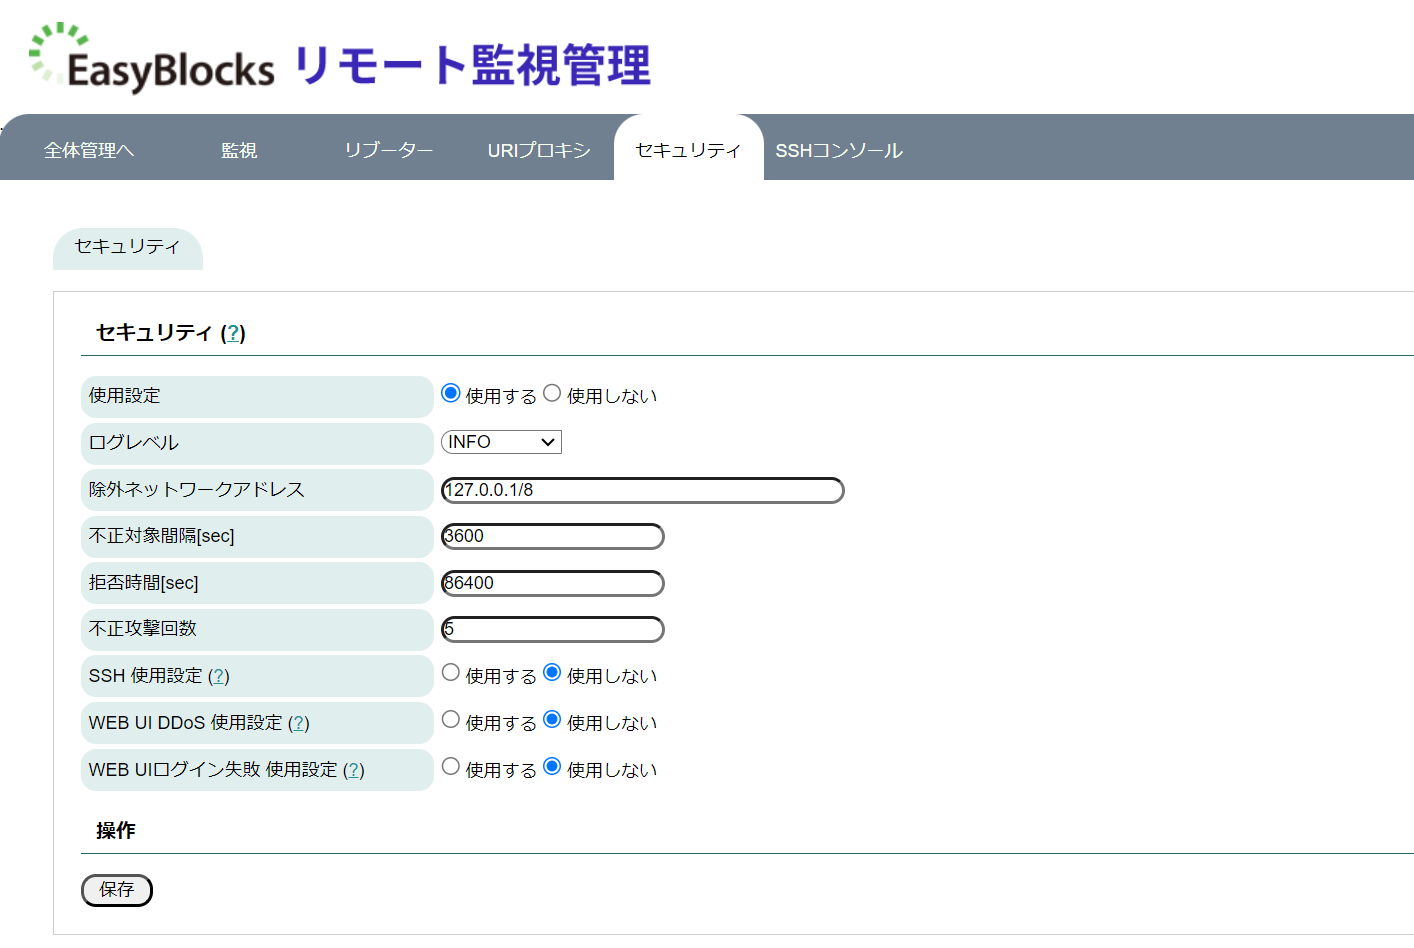 EasyBlocks リモート監視管理
全体管理へ 監視 リブーター URIプロキシ セキュリティ SSHコンソール
セキュリティ
セキュリティ (?)
使用設定 使用する 使用しない
ログレベル INFO
除外ネットワークアドレス 127.0.0.1/8
不正対象間隔[sec] 3600
拒否時間[sec] 86400
不正攻撃回数 5
SSH 使用設定 (?) 使用する 使用しない
WEB UI DDoS 使用設定 (?) 使用する 使用しない
WEB UIログイン失敗 使用設定 (?) 使用する 使用しない
操作
保存